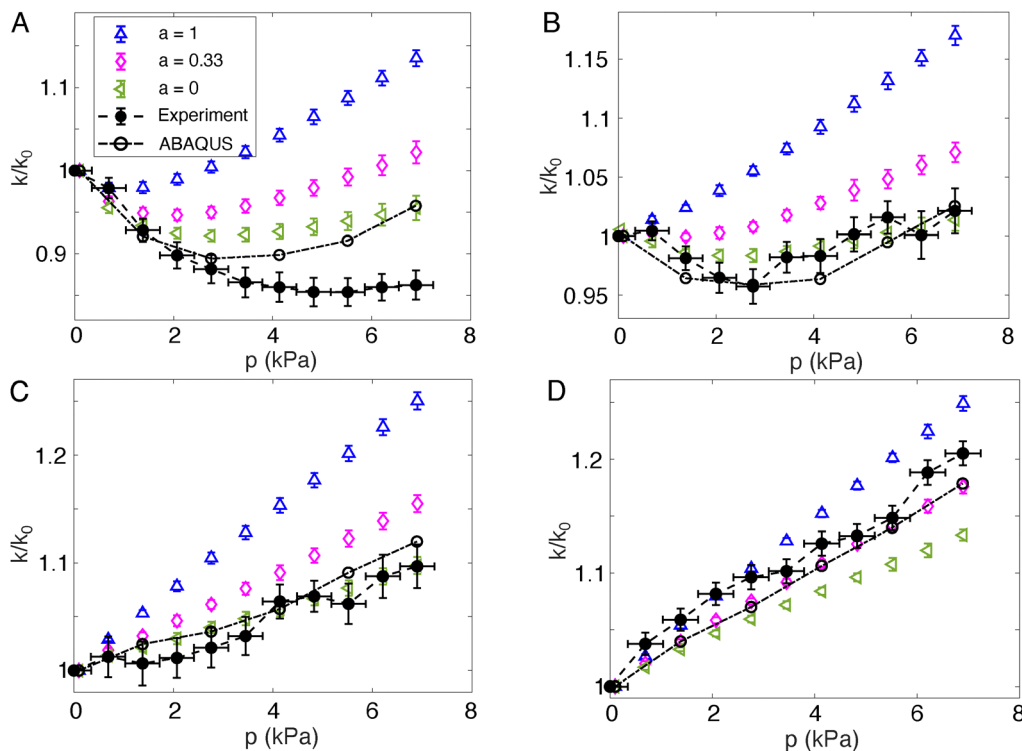 A
a = 1
a = 0.33
a = 0
Experiment
ABAQUS
1.1
1
0.9
k/k0
0 2 4 6 8
p (kPa)
B
1.15
1.1
1.05
1
0.95
k/k0
0 2 4 6 8
p (kPa)
C
1.2
1.1
1
k/k0
0 2 4 6 8
p (kPa)
D
1.2
1.1
1
k/k0
0 2 4 6 8
p (kPa)